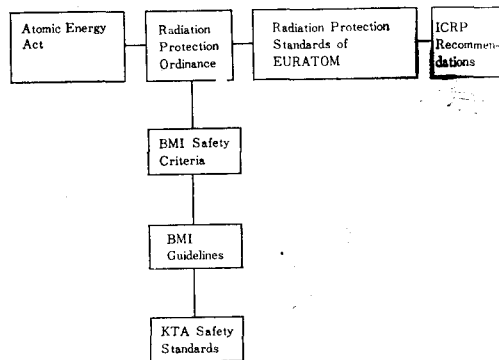 Atomic Energy
Act
Radiation
Protection
Ordinance
Radiation Protection
Standards of
EURATOM
ICRP
Recommen-
dations
BMI Safety
Criteria
BMI
Guidelines
KTA Safety
Standards